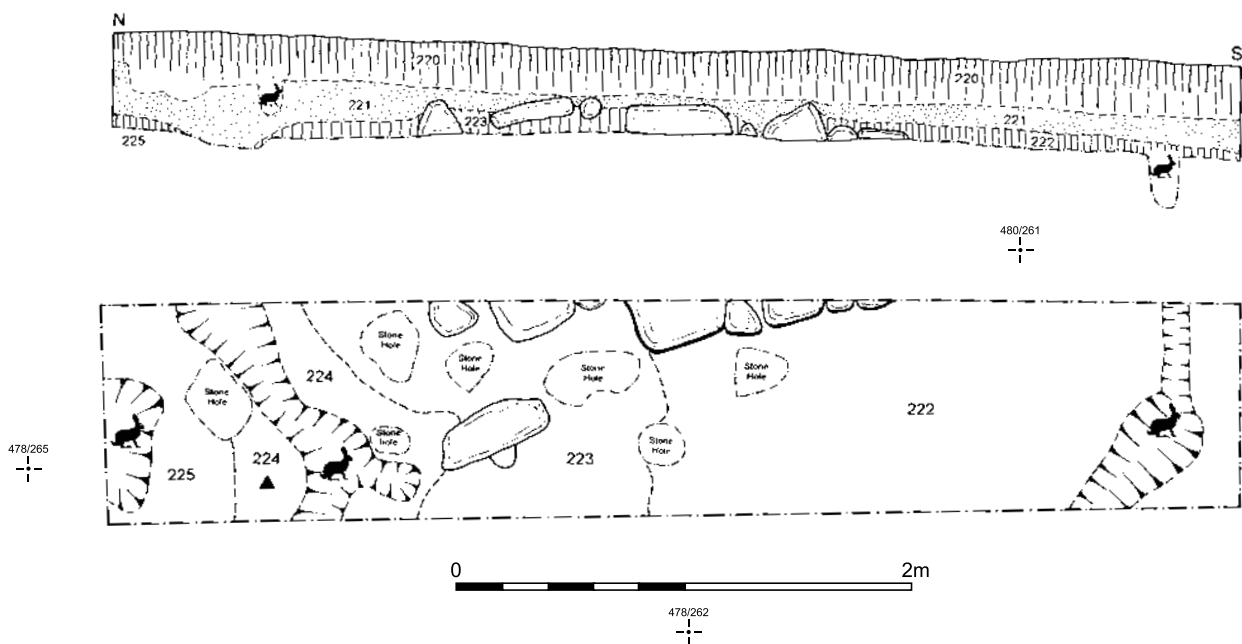 N
S
220
220
221
221
223
222
225
480/261
Stone
Hole
Stone
Hole
Stone
Hole
Stone
Hole
Stone
Hole
Stone
hole
Stone
Hole
224
222
478/265
224
225
223
0
2m
478/262